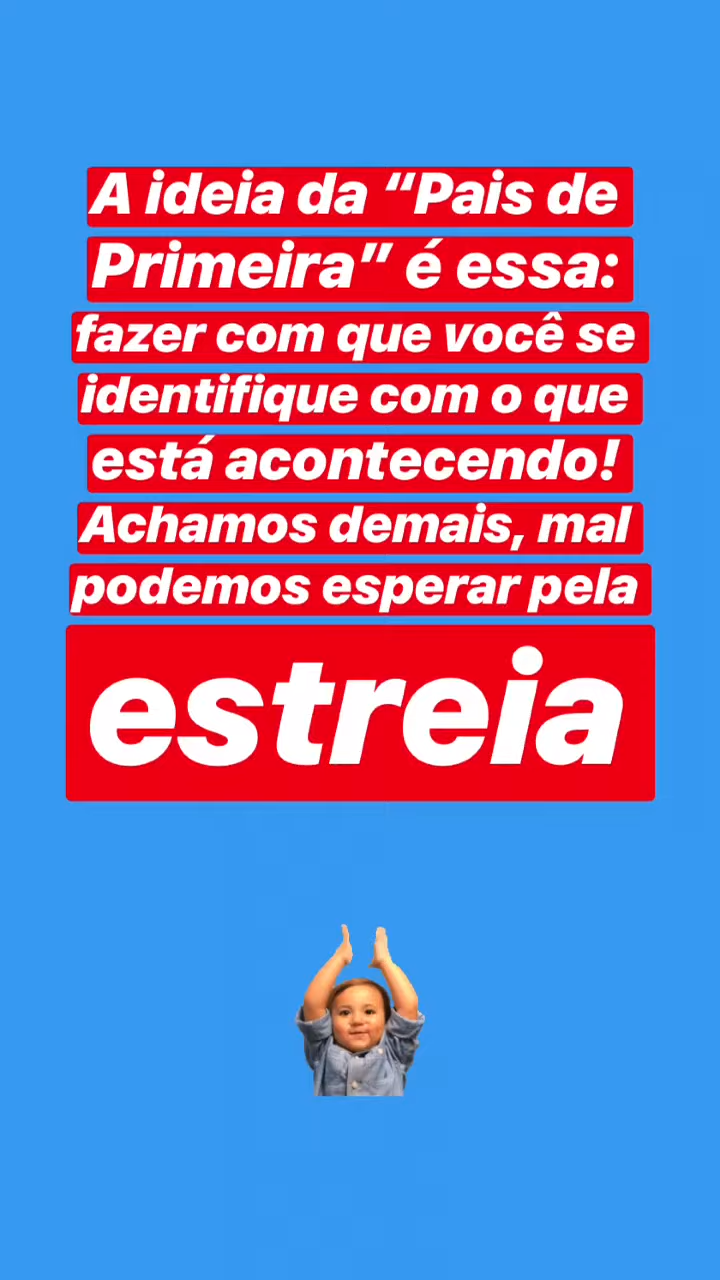 A ideia da “Pais de
Primeira” é essa:
fazer com que você se
identifique com o que
está acontecendo!
Achamos demais, mal
podemos esperar pela
estreia